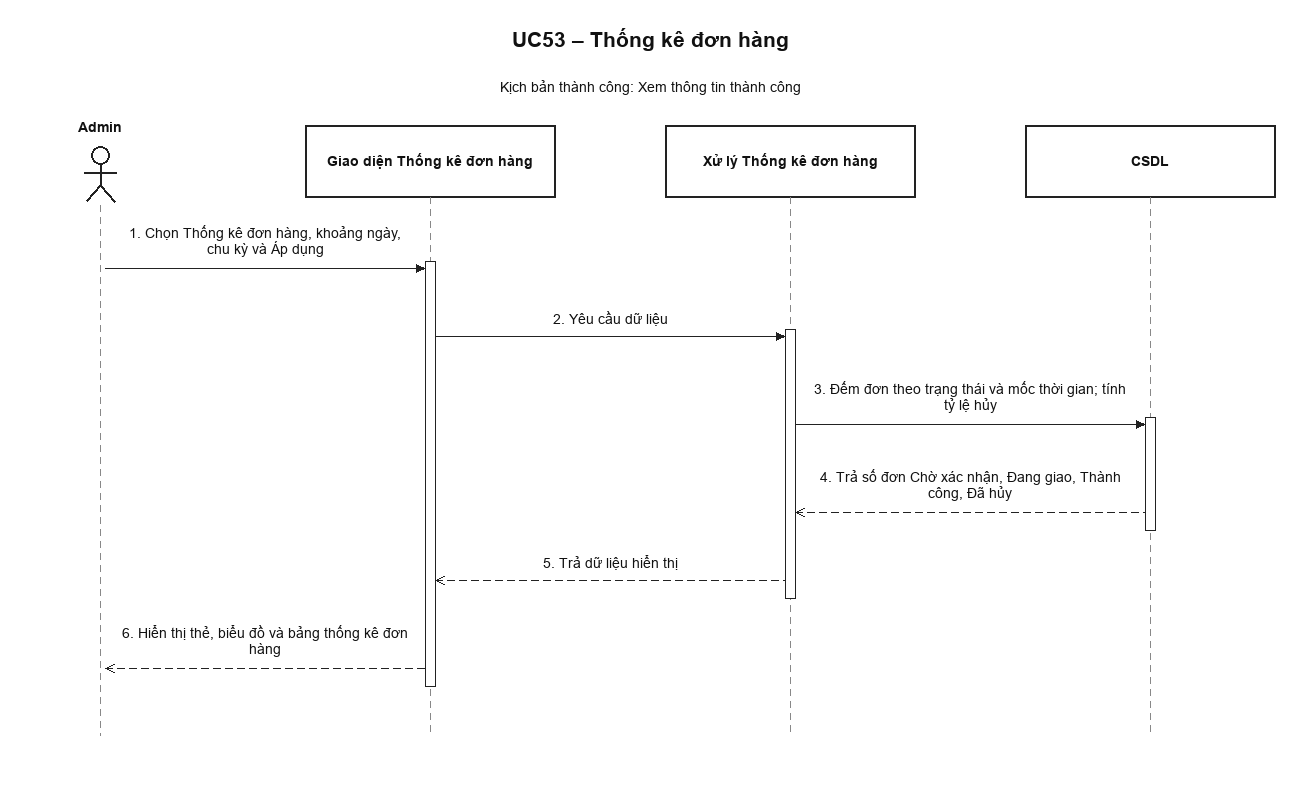 UC53 – Thống kê đơn hàng
Kịch bản thành công: Xem thông tin thành công
Admin
Giao diện Thống kê đơn hàng
Xử lý Thống kê đơn hàng
CSDL
1. Chọn Thống kê đơn hàng, khoảng ngày,
chu kỳ và Áp dụng
2. Yêu cầu dữ liệu
3. Đếm đơn theo trạng thái và mốc thời gian; tính
tỷ lệ hủy
4. Trả số đơn Chờ xác nhận, Đang giao, Thành
công, Đã hủy
5. Trả dữ liệu hiển thị
6. Hiển thị thẻ, biểu đồ và bảng thống kê đơn
hàng